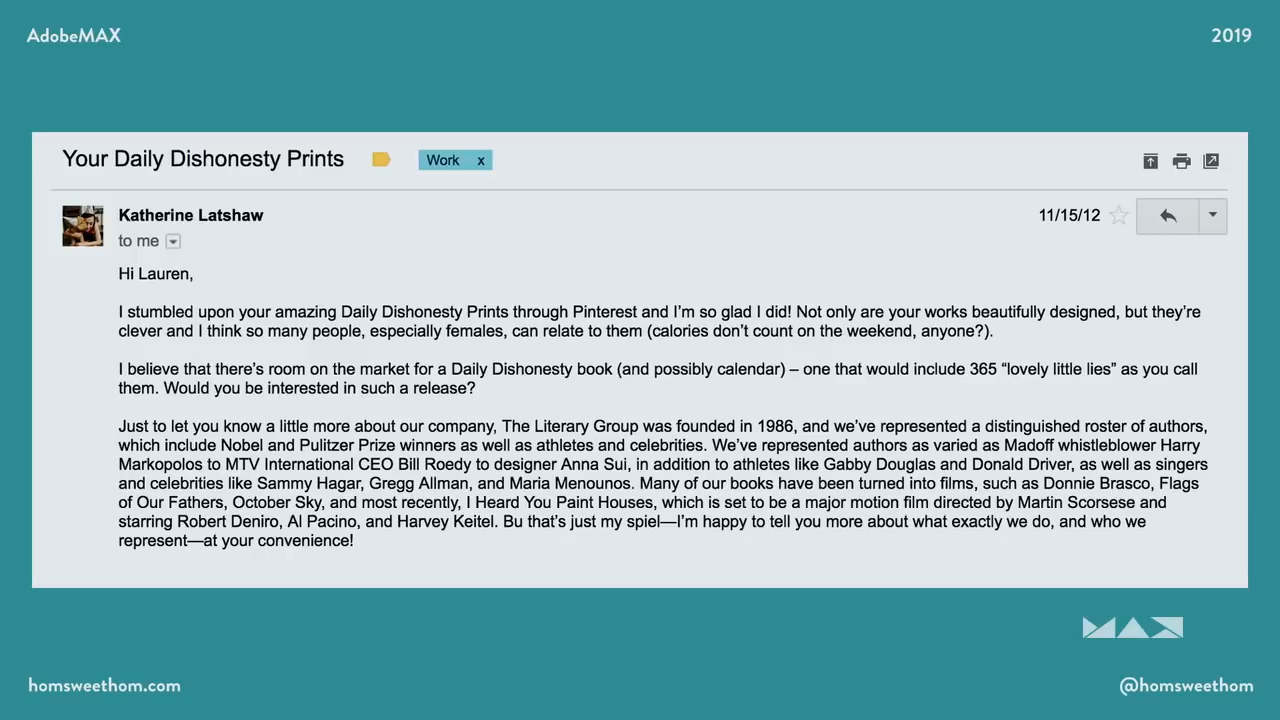 AdobeMAX
2019
Your Daily Dishonesty Prints
Work x
Katherine Latshaw
11/15/12
to me
Hi Lauren,
I stumbled upon your amazing Daily Dishonesty Prints through Pinterest and I'm so glad I did! Not only are your works beautifully designed, but they're
clever and I think so many people, especially females, can relate to them (calories don't count on the weekend, anyone?).
I believe that there's room on the market for a Daily Dishonesty book (and possibly calendar) – one that would include 365 “lovely little lies” as you call
them. Would you be interested in such a release?
Just to let you know a little more about our company, The Literary Group was founded in 1986, and we've represented a distinguished roster of authors,
which include Nobel and Pulitzer Prize winners as well as athletes and celebrities. We've represented authors as varied as Madoff whistleblower Harry
Markopolos to MTV International CEO Bill Roedy to designer Anna Sui, in addition to athletes like Gabby Douglas and Donald Driver, as well as singers
and celebrities like Sammy Hagar, Gregg Allman, and Maria Menounos. Many of our books have been turned into films, such as Donnie Brasco, Flags
of Our Fathers, October Sky, and most recently, I Heard You Paint Houses, which is set to be a major motion film directed by Martin Scorsese and
starring Robert Deniro, Al Pacino, and Harvey Keitel. Bu that's just my spiel—I'm happy to tell you more about what exactly we do, and who we
represent—at your convenience!
MAX
homsweethom.com
@homsweethom